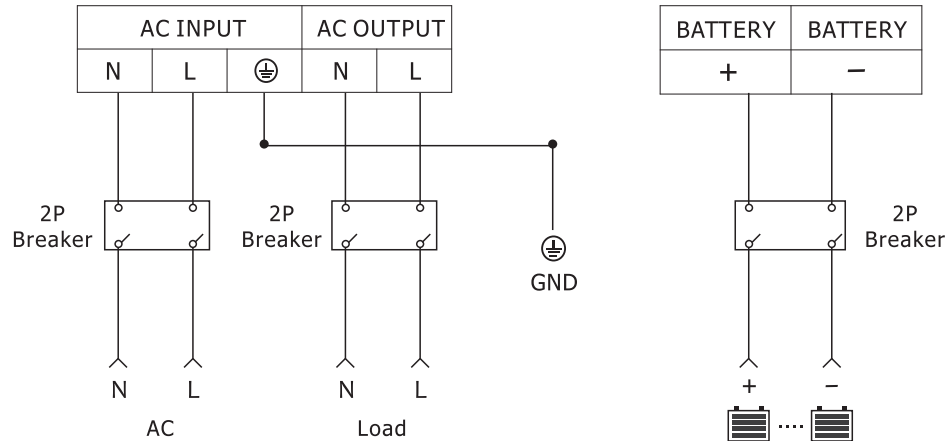 AC INPUT AC OUTPUT
N L N L
BATTERY BATTERY
+ −
2P
Breaker
2P
Breaker
2P
Breaker
GND
N L
AC
N L
Load
+ −